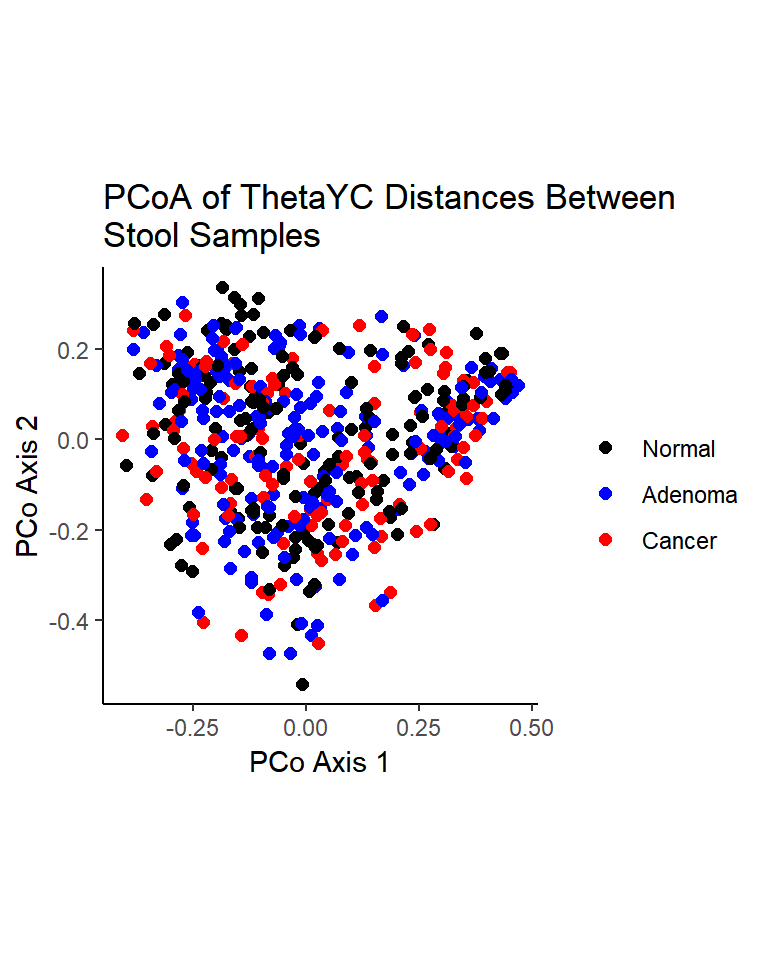 PCoA of ThetaYC Distances Between
Stool Samples
0.2
0.0
-0.2
-0.4
PCo Axis 2
-0.25
0.00
0.25
0.50
PCo Axis 1
Normal
Adenoma
Cancer